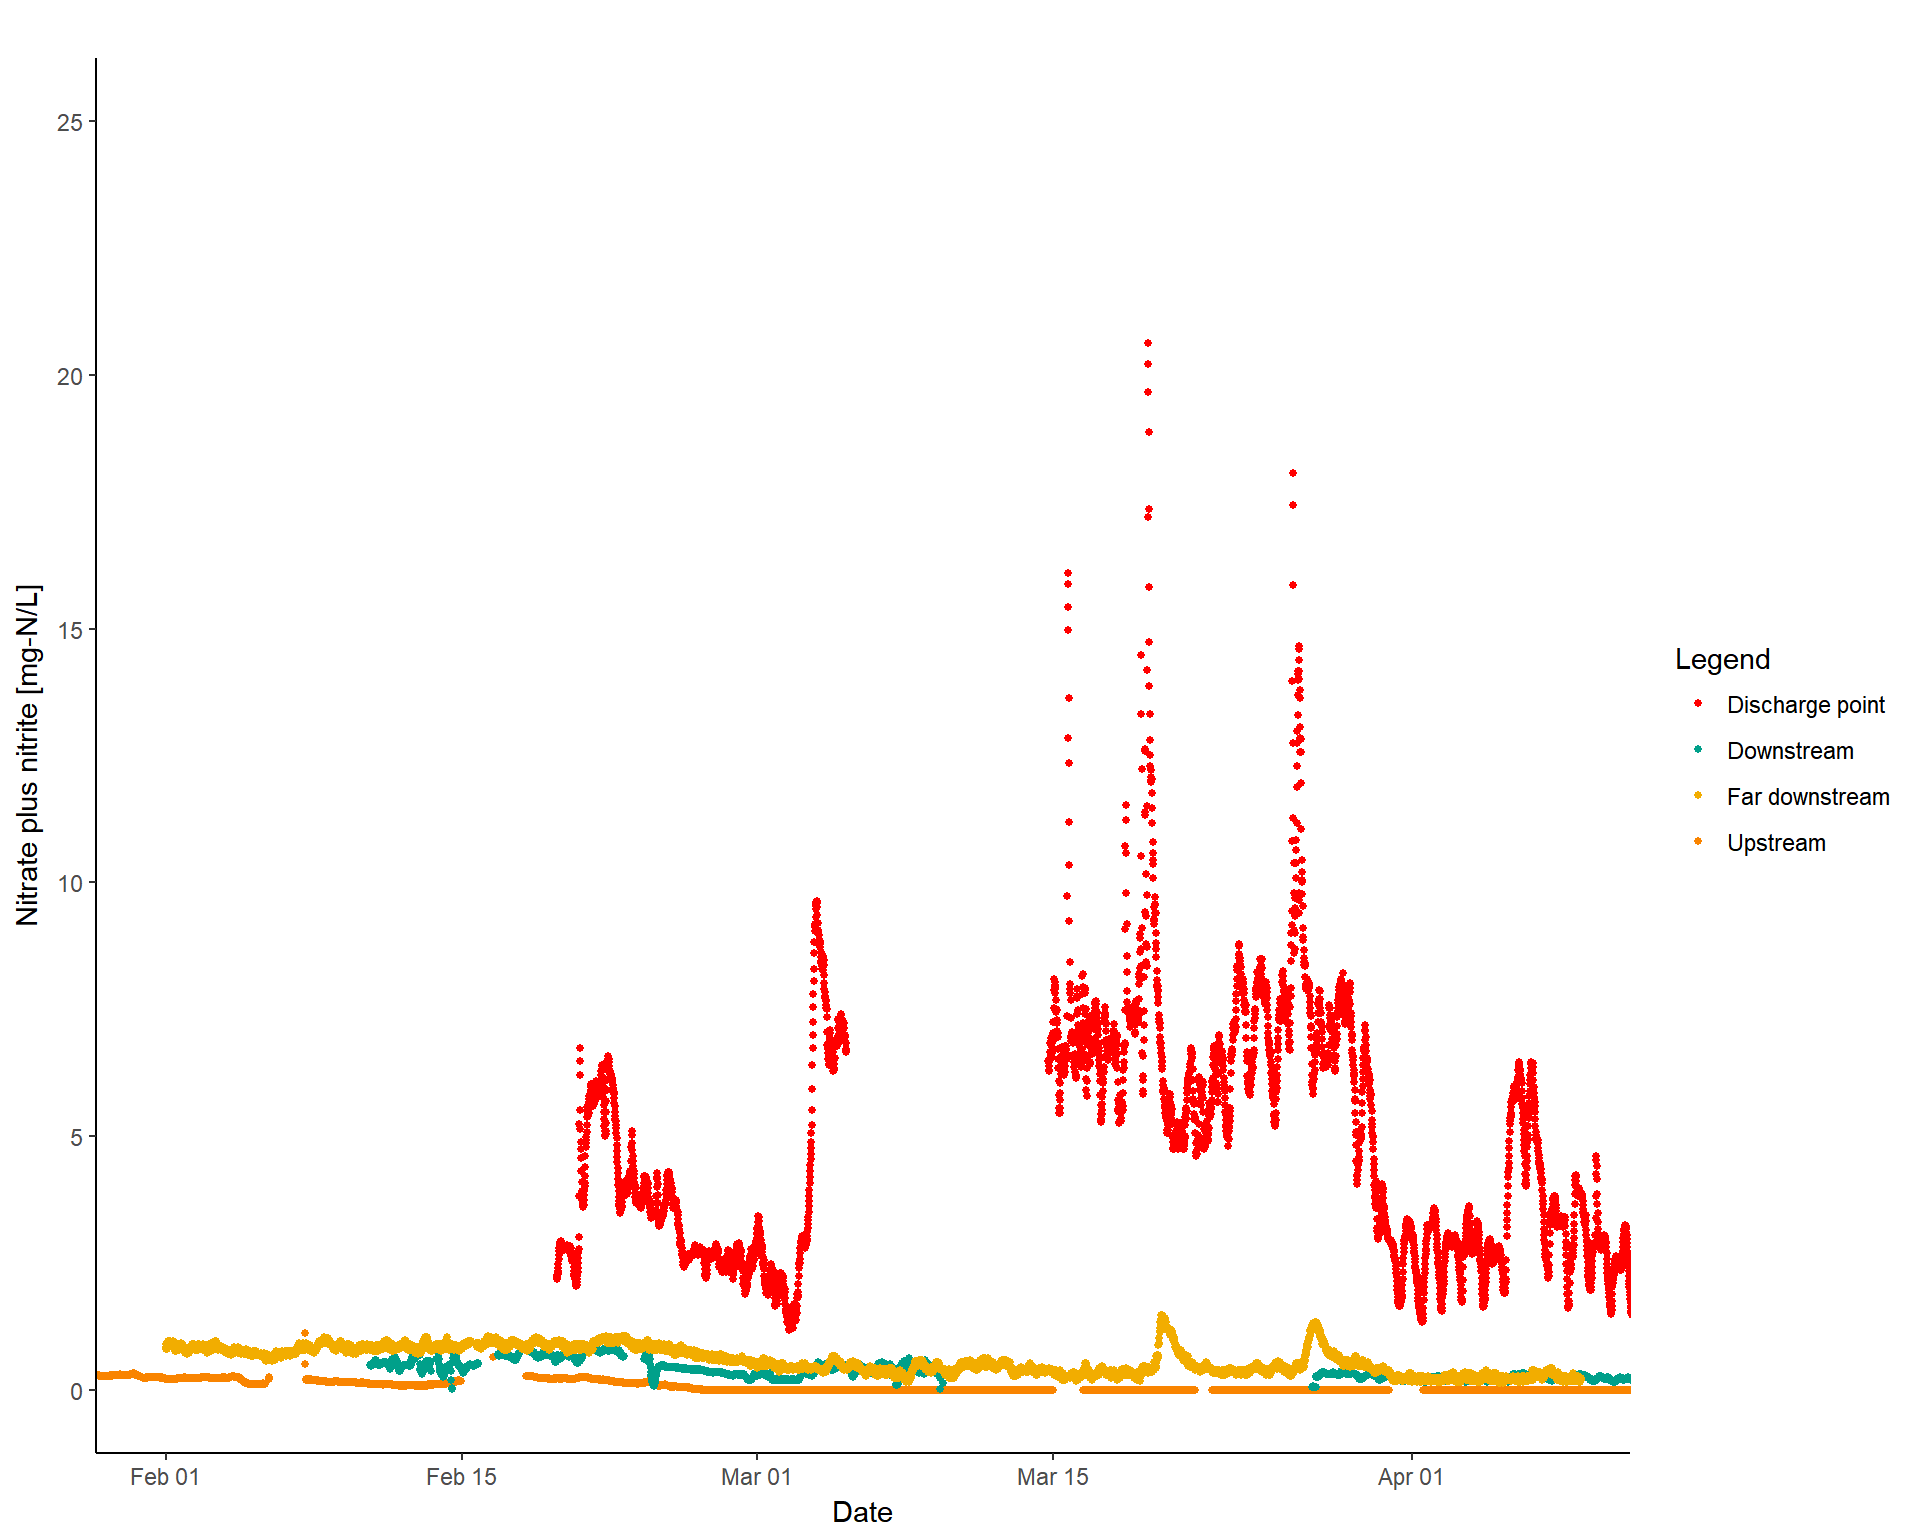 Nitrate plus nitrite [mg-N/L]
25
20
15
10
5
0
Feb 01
Feb 15
Mar 01
Mar 15
Apr 01
Date
Legend
Discharge point
Downstream
Far downstream
Upstream